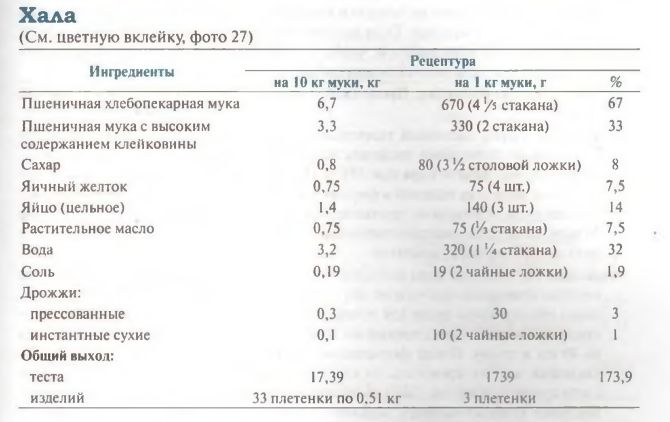 Хала
(См. цветную вклейку, фото 27)
Ингредиенты Рецептура
на 10 кг муки, кг на 1 кг муки, г %
Пшеничная хлебопекарная мука 6,7 670 (4 1/5 стакана) 67
Пшеничная мука с высоким 3,3 330 (2 стакана) 33
содержанием клейковины
Сахар 0,8 80 (3 1/2 столовой ложки) 8
Яичный желток 0,75 75 (4 шт.) 7,5
Яйцо (цельное) 1,4 140 (3 шт.) 14
Растительное масло 0,75 75 (1/3 стакана) 7,5
Вода 3,2 320 (1 1/4 стакана) 32
Соль 0,19 19 (2 чайные ложки) 1,9
Дрожжи:
прессованные 0,3 30 3
инстантные сухие 0,1 10 (2 чайные ложки) 1
Общий выход:
теста 17,39 1739 173,9
изделий 33 плетенки по 0,51 кг 3 плетенки